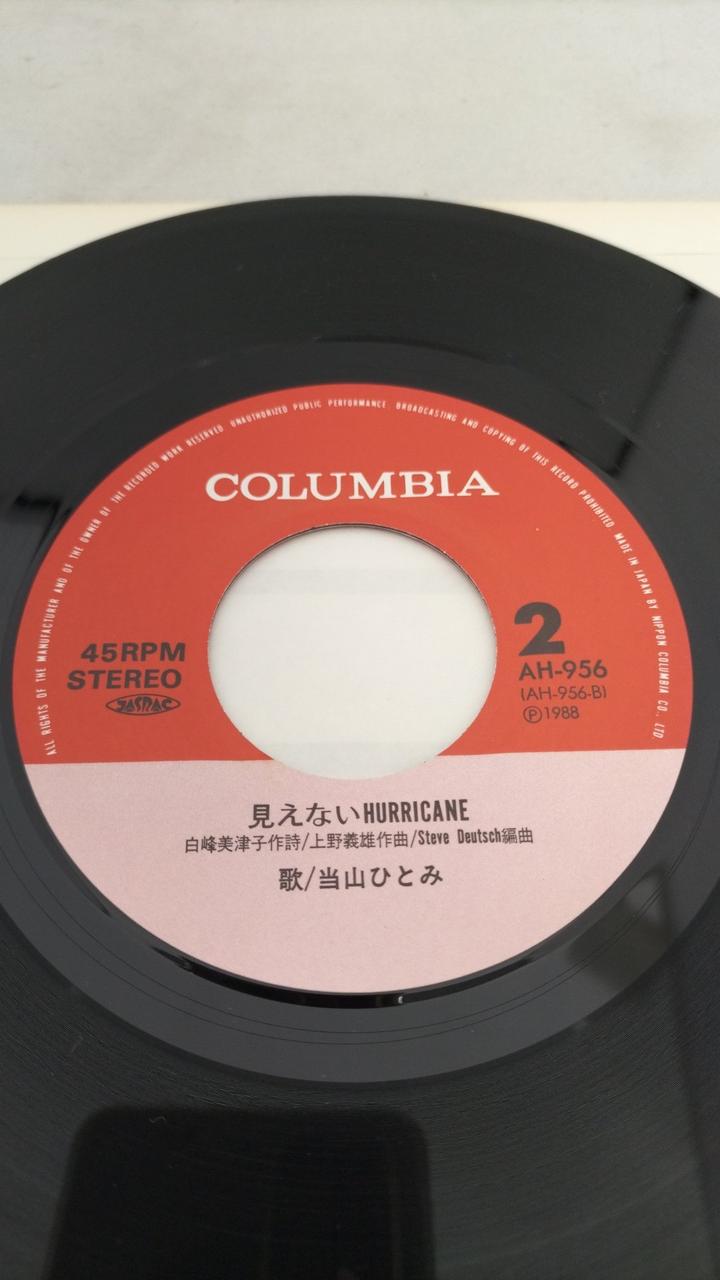 ALL RIGHTS OF THE MANUFACTURER AND OF THE OWNER OF THE RECORDED WORK RESERVED UNAUTHORIZED PUBLIC PERFORMANCE BROADCASTING AND COPYING OF THIS RECORD PROHIBITED. MADE IN JAPAN BY NIPPON COLUMBIA CO., LTD.
COLUMBIA
45RPM
STEREO
JASRAC
2
AH-956
(AH-956-B)
Ⓟ1988
見えないHURRICANE
白峰美津子作詩/上野義雄作曲/Steve Deutsch編曲
歌/当山ひとみ